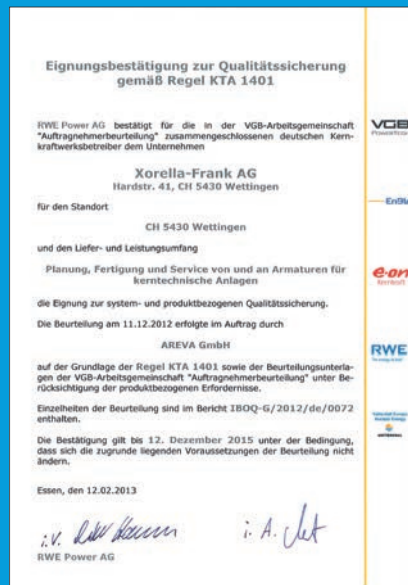 Eignungsbestätigung zur Qualitätssicherung
gemäß Regel KTA 1401
RWE Power AG bestätigt für die in der VGB-Arbeitsgemeinschaft
"Auftragnehmerbeurteilung" zusammengeschlossenen deutschen Kern-
kraftwerksbetreiber dem Unternehmen
Xorella-Frank AG
Hardstr. 41, CH 5430 Wettingen
für den Standort
CH 5430 Wettingen
und den Liefer- und Leistungsumfang
Planung, Fertigung und Service von und an Armaturen für
kerntechnische Anlagen
die Eignung zur system- und produktbezogenen Qualitätssicherung.
Die Beurteilung am 11.12.2012 erfolgte im Auftrag durch
AREVA GmbH
auf der Grundlage der Regel KTA 1401 sowie der Beurteilungsunterla-
gen der VGB-Arbeitsgemeinschaft "Auftragnehmerbeurteilung" unter Be-
rücksichtigung der produktbezogenen Erfordernisse.
Einzelheiten der Beurteilung sind im Bericht IBOQ-G/2012/de/0072
enthalten.
Die Bestätigung gilt bis 12. Dezember 2015 unter der Bedingung,
dass sich die zugrunde liegenden Voraussetzungen der Beurteilung nicht
ändern.
Essen, den 12.02.2013
i.V.
i.A.
RWE Power AG
VGB
EnBW
e·on
Kernkraft
RWE
VATTENFALL